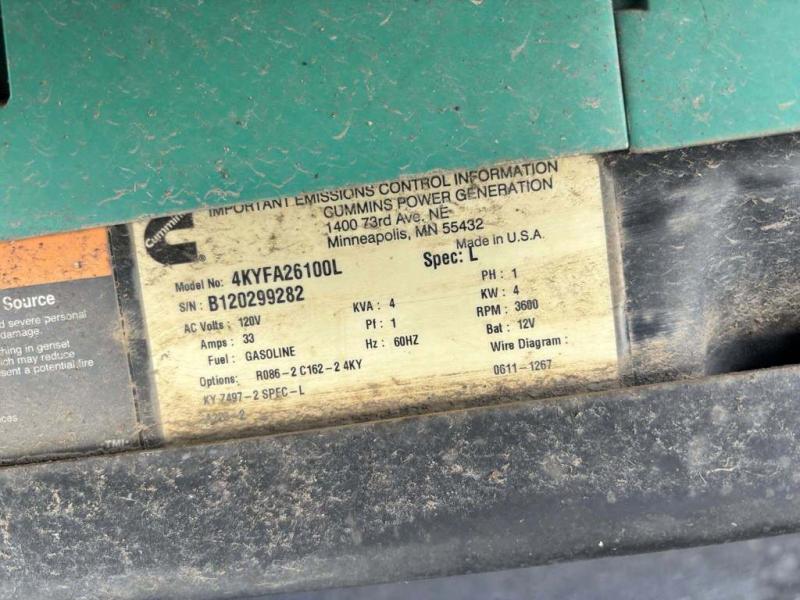 IMPORTANT EMISSIONS CONTROL INFORMATION
CUMMINS POWER GENERATION
1400 73rd Ave. NE
Minneapolis, MN 55432
Cummins
Made in U.S.A.
Model No: 4KYFA26100L Spec: L
S/N: B120299282
PH: 1
AC Volts: 120V KVA: 4 KW: 4
Amps: 33 Pf: 1 RPM: 3600
Fuel: GASOLINE Hz: 60HZ Bat: 12V
Options: R086-2 C162-2 4KY Wire Diagram:
KY 7497-2 SPEC-L 0611-1267
Source
d severe personal
damage.
ching in genset
which may reduce
sent a potential fire
TM